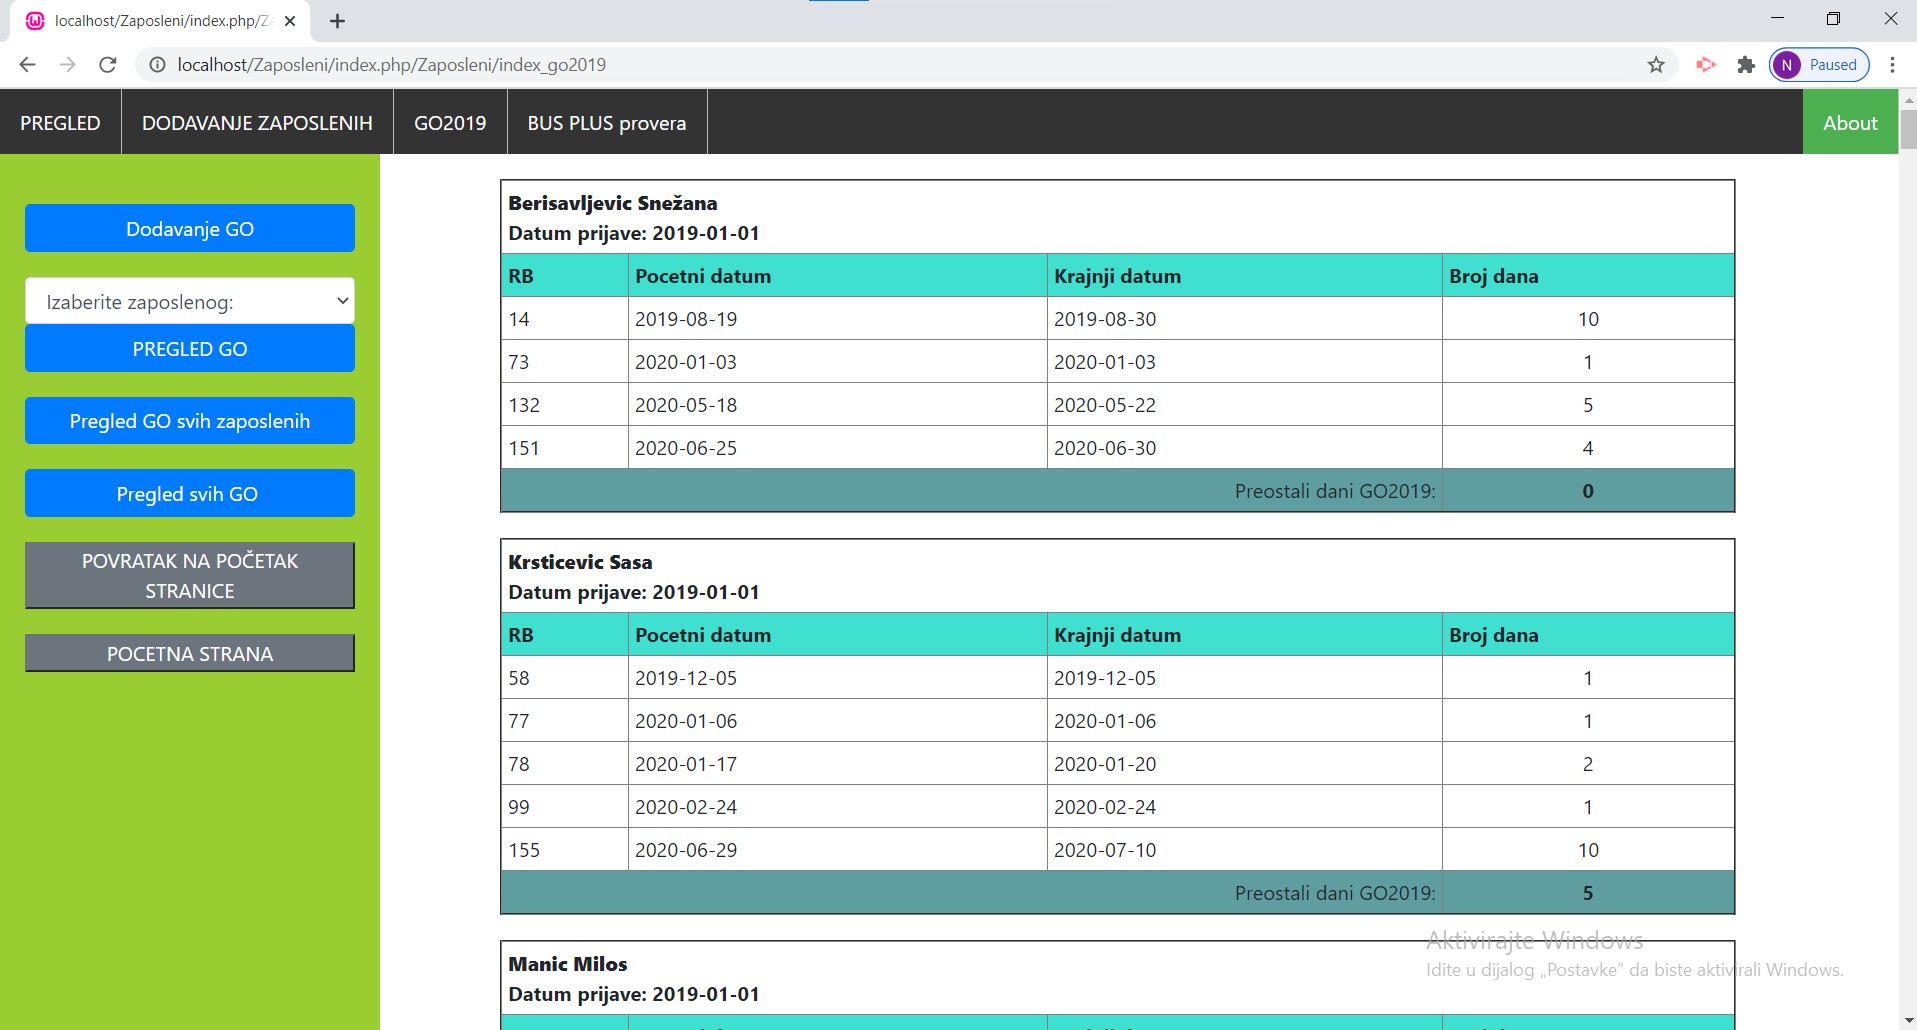 localhost/Zaposleni/index.php/Z
localhost/Zaposleni/index.php/Zaposleni/index_go2019
N Paused
PREGLED
DODAVANJE ZAPOSLENIH
GO2019
BUS PLUS provera
About
Dodavanje GO
Izaberite zaposlenog:
PREGLED GO
Pregled GO svih zaposlenih
Pregled svih GO
POVRATAK NA POČETAK
STRANICE
POCETNA STRANA
Berisavljevic Snežana
Datum prijave: 2019-01-01
RB Pocetni datum Krajnji datum Broj dana
14 2019-08-19 2019-08-30 10
73 2020-01-03 2020-01-03 1
132 2020-05-18 2020-05-22 5
151 2020-06-25 2020-06-30 4
Preostali dani GO2019: 0
Krsticevic Sasa
Datum prijave: 2019-01-01
RB Pocetni datum Krajnji datum Broj dana
58 2019-12-05 2019-12-05 1
77 2020-01-06 2020-01-06 1
78 2020-01-17 2020-01-20 2
99 2020-02-24 2020-02-24 1
155 2020-06-29 2020-07-10 10
Preostali dani GO2019: 5
Manic Milos
Datum prijave: 2019-01-01
Aktivirajte Windows
Idite u dijalog „Postavke“ da biste aktivirali Windows.